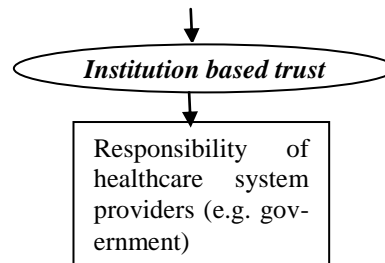 Institution based trust
Responsibility of
healthcare system
providers (e.g. gov-
ernment)